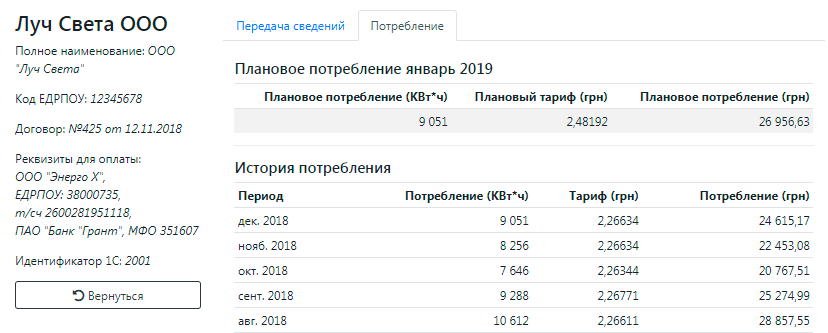 Луч Света ООО
Полное наименование: ООО
"Луч Света"
Код ЕДРПОУ: 12345678
Договор: №425 от 12.11.2018
Реквизиты для оплаты:
ООО "Энерго Х",
ЕДРПОУ: 38000735,
т/сч 2600281951118,
ПАО "Банк "Грант", МФО 351607
Идентификатор 1С: 2001
Вернуться
Передача сведений Потребление
Плановое потребление январь 2019
Плановое потребление (КВт*ч) Плановый тариф (грн) Плановое потребление (грн)
9 051 2,48192 26 956,63
История потребления
Период Потребление (КВт*ч) Тариф (грн) Потребление (грн)
дек. 2018 9 051 2,26634 24 615,17
нояб. 2018 8 256 2,26634 22 453,08
окт. 2018 7 646 2,26344 20 767,51
сент. 2018 9 288 2,26771 25 274,99
авг. 2018 10 612 2,26611 28 857,55